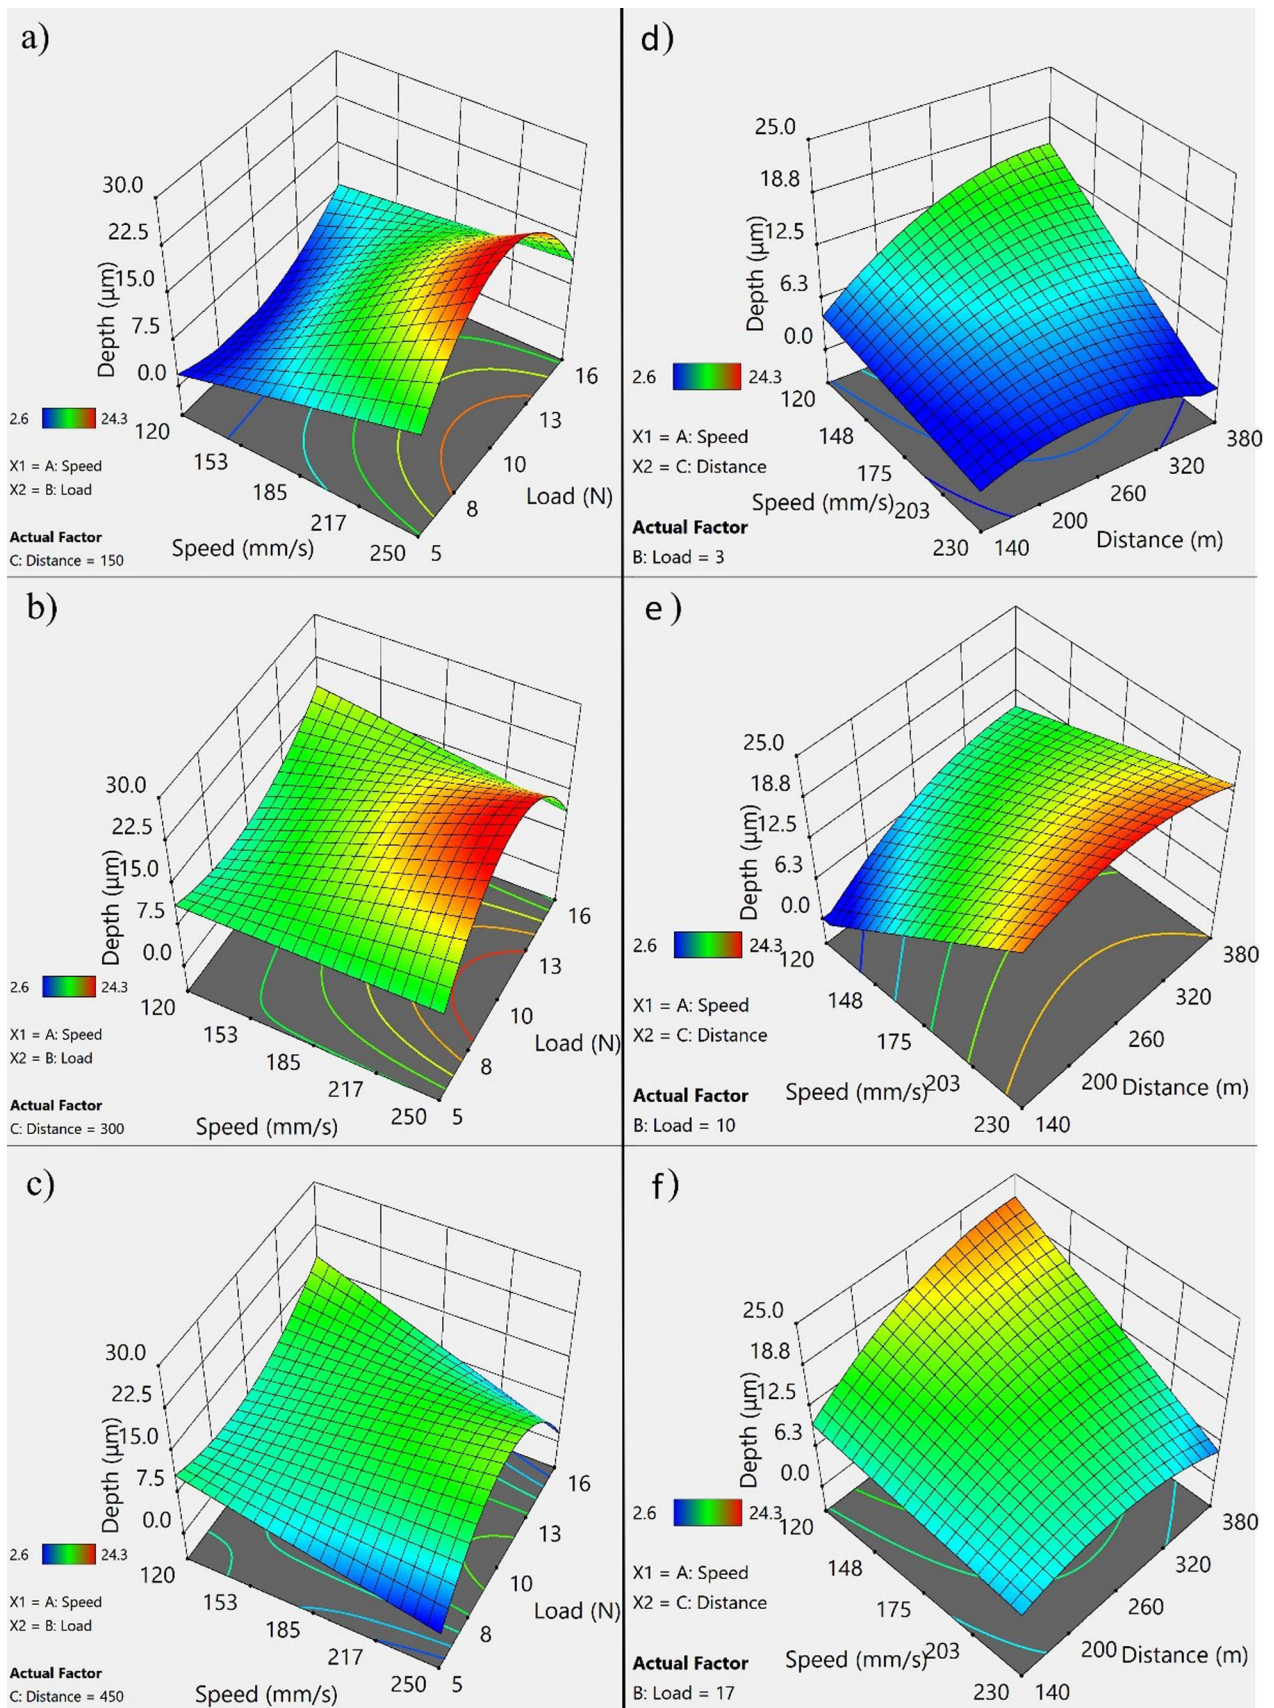 a)
30.0
22.5
15.0
7.5
0.0
Depth (µm)
2.6 24.3
120
153
185
217
250
5
8
10
13
16
Load (N)
Speed (mm/s)
X1 = A: Speed
X2 = B: Load
Actual Factor
C: Distance = 150
b)
30.0
22.5
15.0
7.5
0.0
Depth (µm)
2.6 24.3
120
153
185
217
250
5
8
10
13
16
Load (N)
Speed (mm/s)
X1 = A: Speed
X2 = B: Load
Actual Factor
C: Distance = 300
c)
30.0
22.5
15.0
7.5
0.0
Depth (µm)
2.6 24.3
120
153
185
217
250
5
8
10
13
16
Load (N)
Speed (mm/s)
X1 = A: Speed
X2 = B: Load
Actual Factor
C: Distance = 450
d)
25.0
18.8
12.5
6.3
0.0
Depth (µm)
2.6 24.3
120
148
175
203
230
140
200
260
320
380
Speed (mm/s)
Distance (m)
X1 = A: Speed
X2 = C: Distance
Actual Factor
B: Load = 3
e)
25.0
18.8
12.5
6.3
0.0
Depth (µm)
2.6 24.3
120
148
175
203
230
140
200
260
320
380
Speed (mm/s)
Distance (m)
X1 = A: Speed
X2 = C: Distance
Actual Factor
B: Load = 10
f)
25.0
18.8
12.5
6.3
0.0
Depth (µm)
2.6 24.3
120
148
175
203
230
140
200
260
320
380
Speed (mm/s)
Distance (m)
X1 = A: Speed
X2 = C: Distance
Actual Factor
B: Load = 17